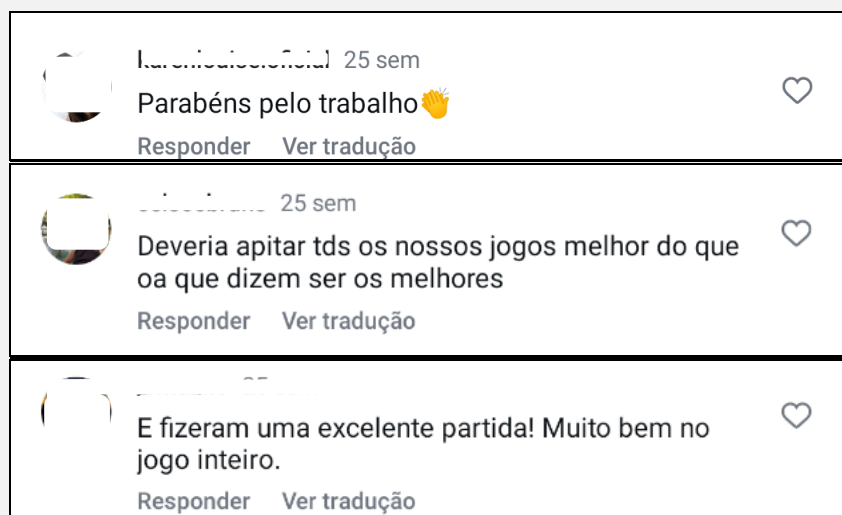 25 sem
Parabéns pelo trabalho👏
Responder Ver tradução
25 sem
Deveria apitar tds os nossos jogos melhor do que
oa que dizem ser os melhores
Responder Ver tradução
E fizeram uma excelente partida! Muito bem no
jogo inteiro.
Responder Ver tradução